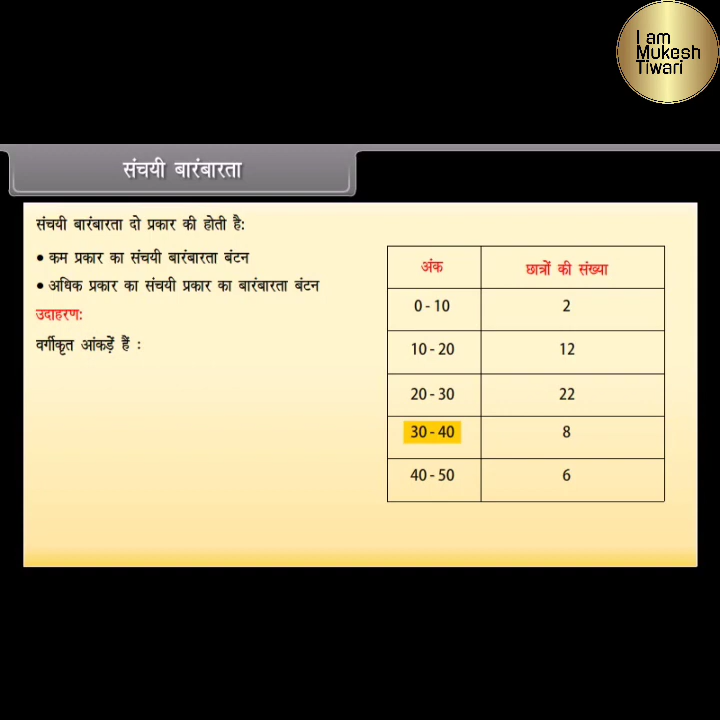 I am
Mukesh
Tiwari
संचयी बारंबारता
संचयी बारंबारता दो प्रकार की होती है:
• कम प्रकार का संचयी बारंबारता बंटन
• अधिक प्रकार का संचयी प्रकार का बारंबारता बंटन
उदाहरण:
वर्गीकृत आंकड़ें हैं :
अंक छात्रों की संख्या
0 - 10 2
10 - 20 12
20 - 30 22
30 - 40 8
40 - 50 6